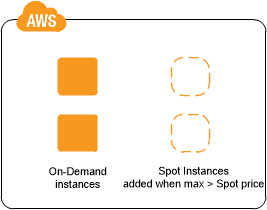 AWS
On-Demand
instances
Spot Instances
added when max > Spot price